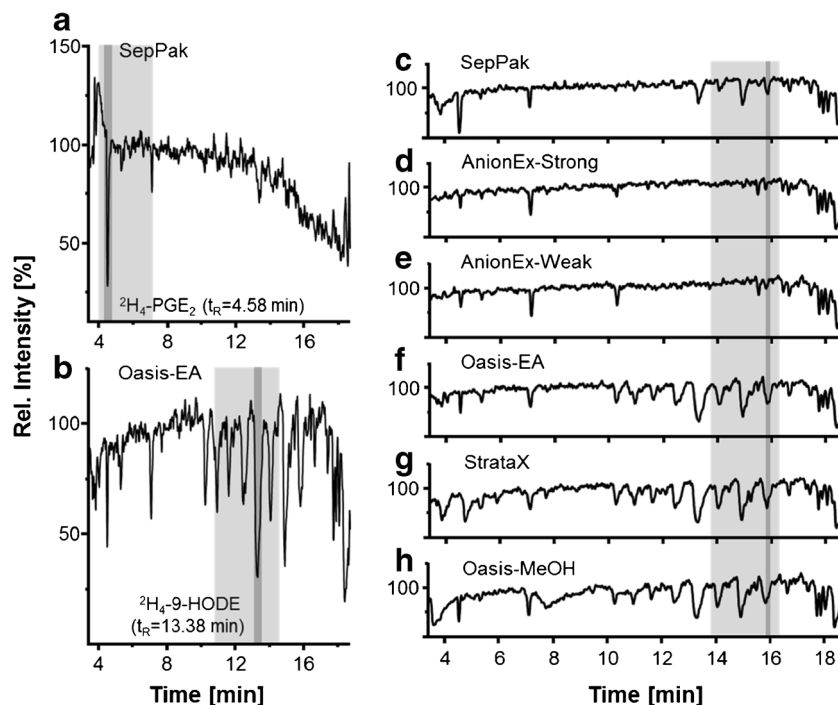 a
150
SepPak
100
50
²H₄-PGE₂ (tR=4.58 min)
4
8
12
16
b
Oasis-EA
100
50
²H₄-9-HODE
(tR=13.38 min)
4
8
12
16
Time [min]
Rel. Intensity [%]
c
SepPak
100
d
AnionEx-Strong
100
e
AnionEx-Weak
100
f
Oasis-EA
100
g
StrataX
100
h
Oasis-MeOH
100
4
6
8
10
12
14
16
18
Time [min]